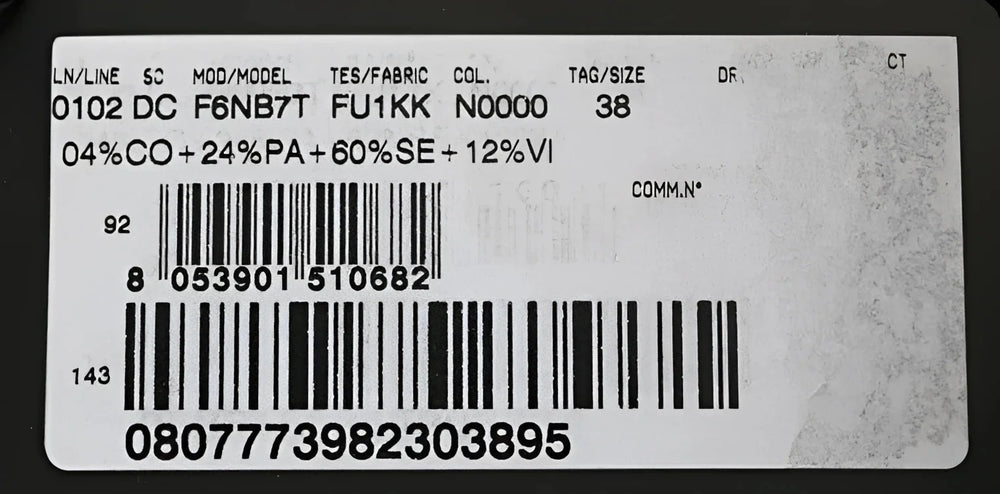 LN/LINE SC MOD/MODEL TES/FABRIC COL. TAG/SIZE DR CT
0102 DC F6NB7T FU1KK N0000 38
04%CO+24%PA+60%SE+12%VI
COMM.N°
92
8 053901 510682
143
0807773982303895